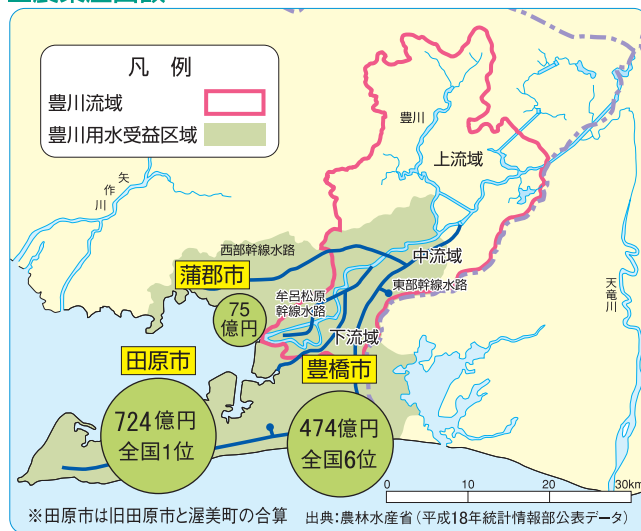 凡 例
豊川流域
豊川用水受益区域
豊川
上流域
矢作川
西部幹線水路
中流域
蒲郡市
東部幹線水路
牟呂松原
幹線水路
75
億円
天竜川
下流域
田原市
豊橋市
724億円
全国1位
474億円
全国6位
0 10 20 30km
※田原市は旧田原市と渥美町の合算
出典:農林水産省(平成18年統計情報部公表データ)